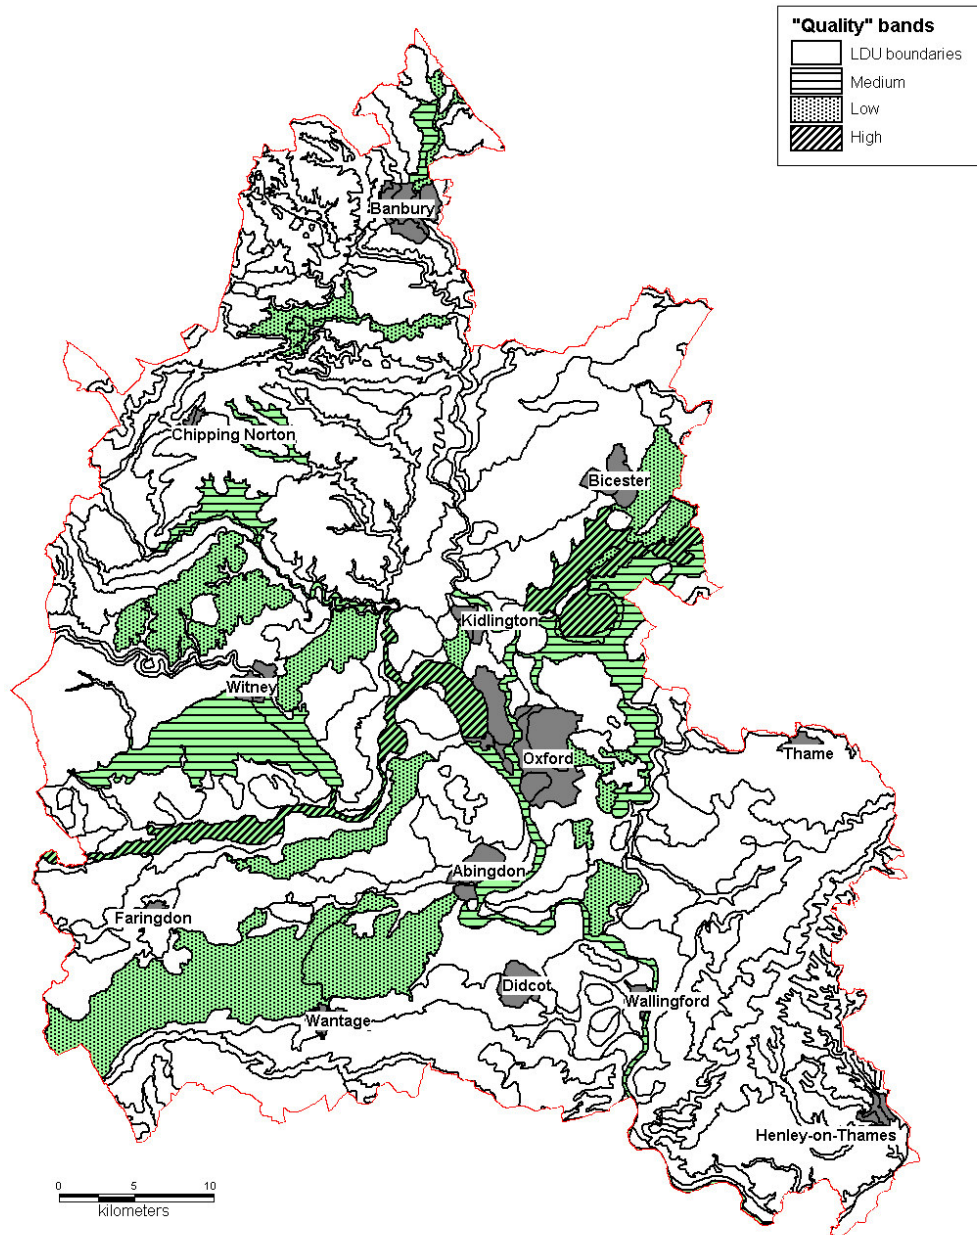 "Quality" bands
LDU boundaries
Medium
Low
High
Banbury
Chipping Norton
Bicester
Kidlington
Witney
Oxford
Thame
Abingdon
Faringdon
Didcot
Wallingford
Wantage
Henley-on-Thames
0 5 10
kilometers